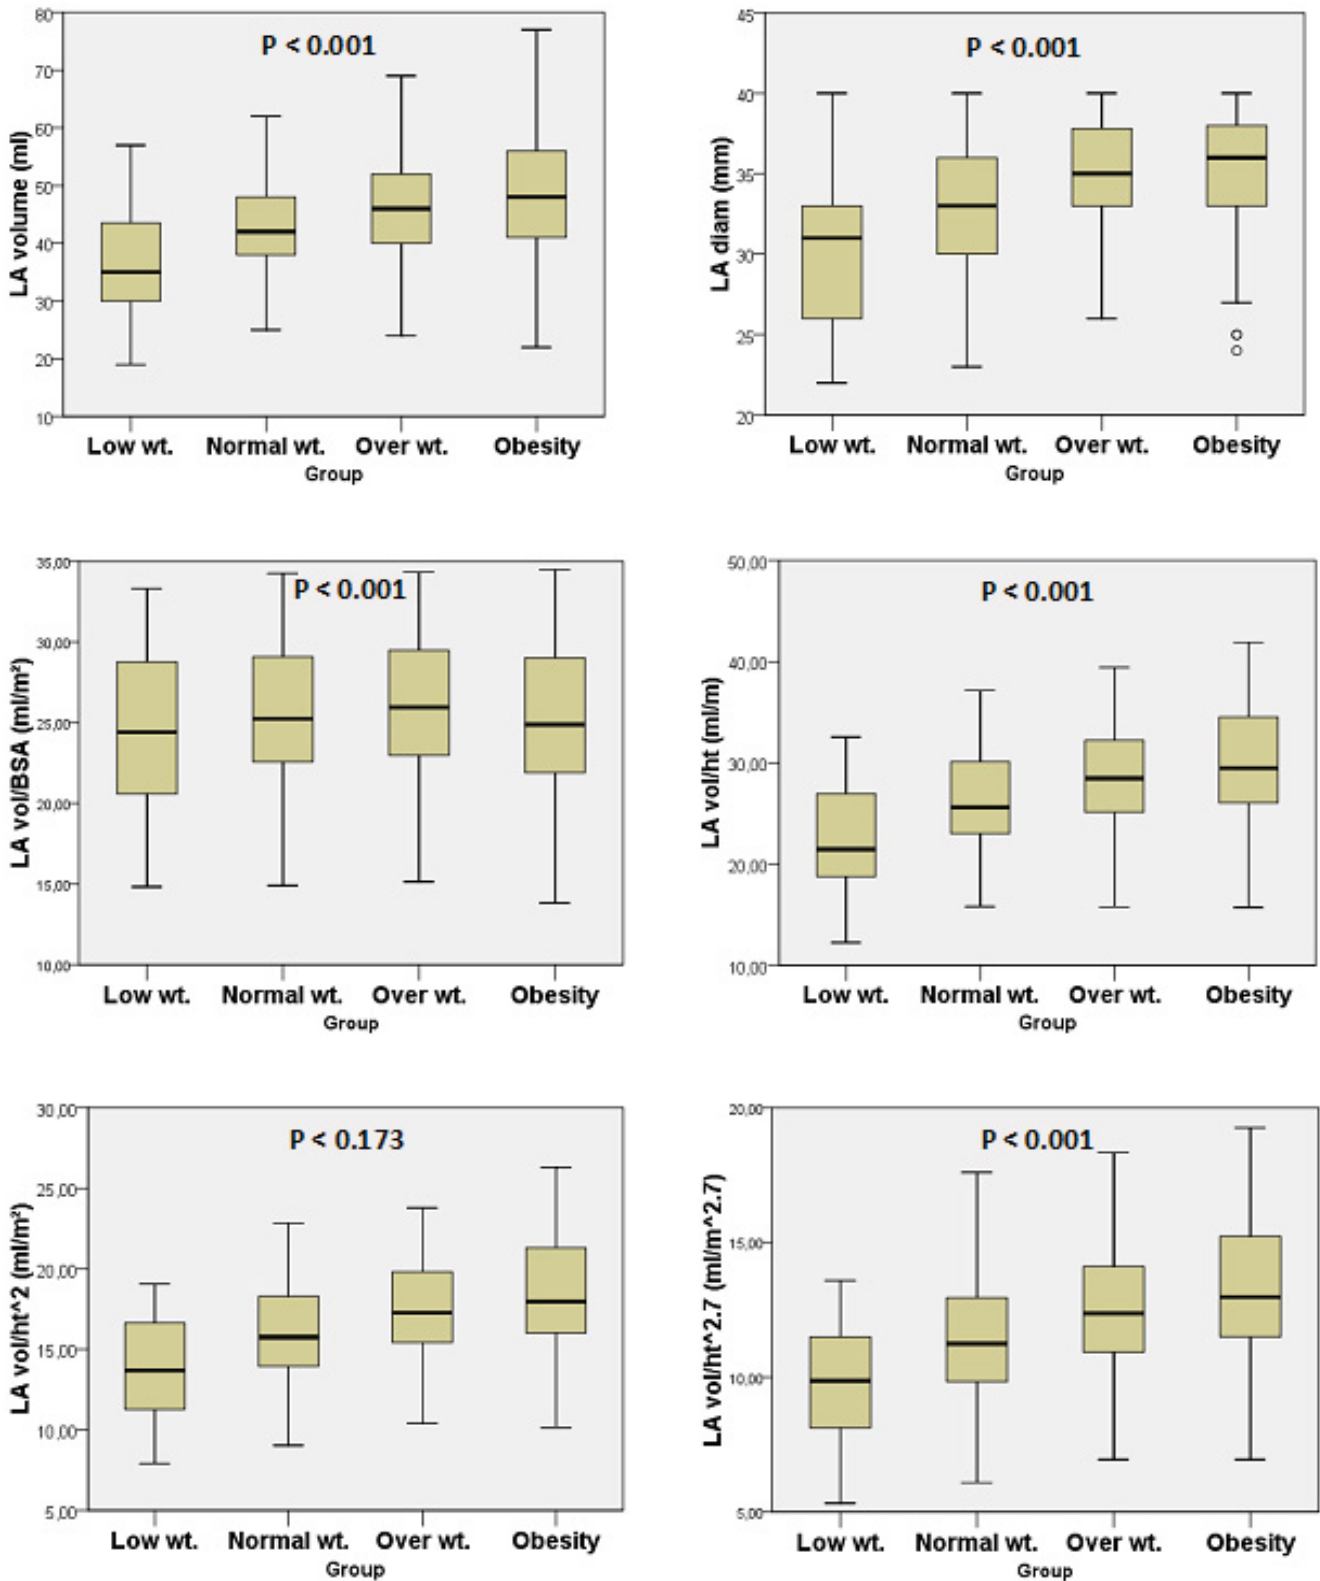 P < 0.001
LA volume (ml)
80
70
60
50
40
30
20
10
Low wt. Normal wt. Over wt. Obesity
Group
P < 0.001
LA diam (mm)
45
40
35
30
25
20
Low wt. Normal wt. Over wt. Obesity
Group
P < 0.001
LA vol/BSA (ml/m²)
35,00
30,00
25,00
20,00
15,00
10,00
Low wt. Normal wt. Over wt. Obesity
Group
P < 0.001
LA vol/ht (ml/m)
50,00
40,00
30,00
20,00
10,00
Low wt. Normal wt. Over wt. Obesity
Group
P < 0.173
LA vol/ht^2 (ml/m²)
30,00
25,00
20,00
15,00
10,00
5,00
Low wt. Normal wt. Over wt. Obesity
Group
P < 0.001
LA vol/ht^2.7 (ml/m^2.7)
20,00
15,00
10,00
5,00
Low wt. Normal wt. Over wt. Obesity
Group